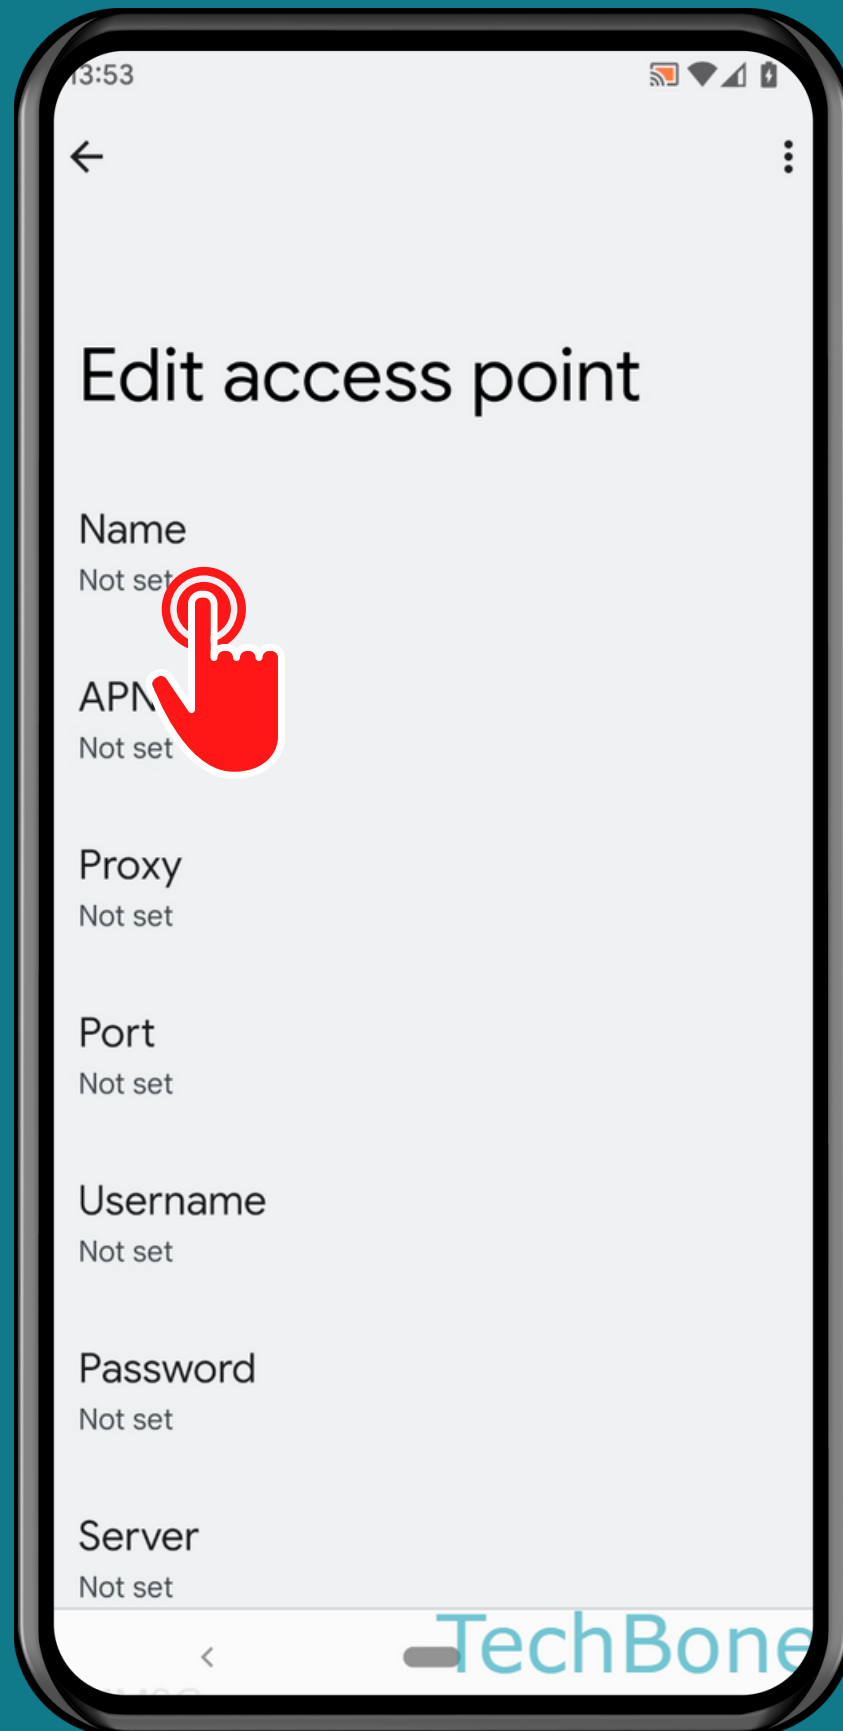 13:53
Edit access point
Name
Not set
APN
Not set
Proxy
Not set
Port
Not set
Username
Not set
Password
Not set
Server
Not set
TechBone